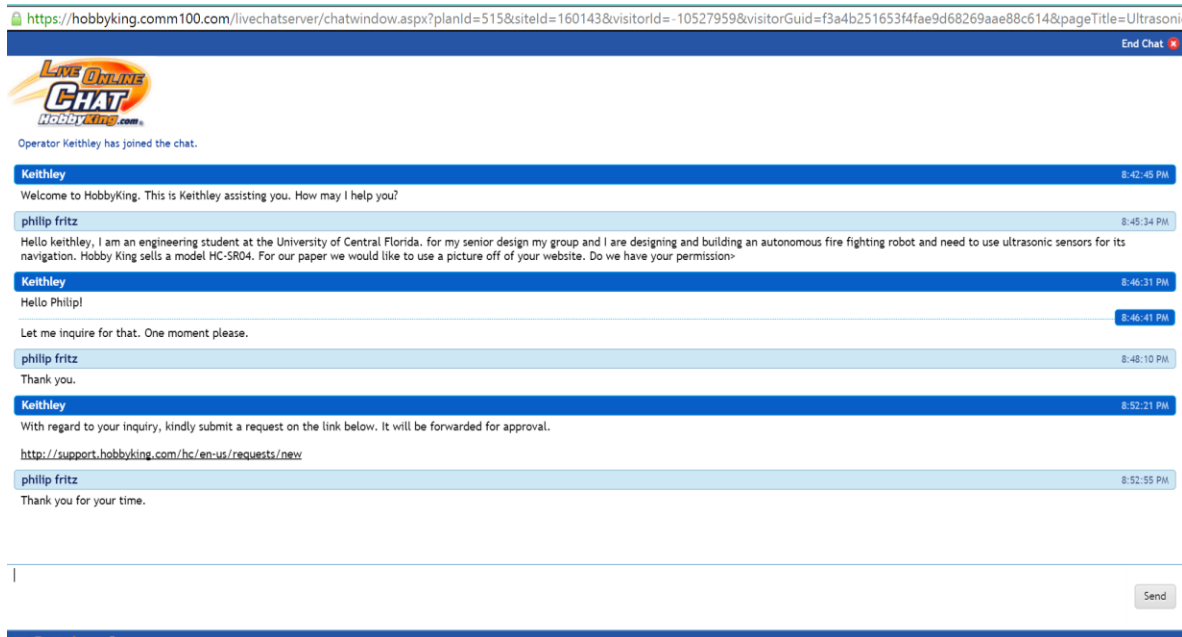 https://hobbyking.comm100.com/livechatserver/chatwindow.aspx?planId=515&siteId=160143&visitorId=-10527959&visitorGuid=f3a4b251653f4fae9d68269aae88c614&pageTitle=Ultrasoni
End Chat
LIVE ONLINE
CHAT
HobbyKing.com
Operator Keithley has joined the chat.
Keithley 8:42:45 PM
Welcome to HobbyKing. This is Keithley assisting you. How may I help you?
philip fritz 8:45:34 PM
Hello keithley, I am an engineering student at the University of Central Florida. for my senior design my group and I are designing and building an autonomous fire fighting robot and need to use ultrasonic sensors for its
navigation. Hobby King sells a model HC-SR04. For our paper we would like to use a picture off of your website. Do we have your permission>
Keithley 8:46:31 PM
Hello Philip!
8:46:41 PM
Let me inquire for that. One moment please.
philip fritz 8:48:10 PM
Thank you.
Keithley 8:52:21 PM
With regard to your inquiry, kindly submit a request on the link below. It will be forwarded for approval.
http://support.hobbyking.com/hc/en-us/requests/new
philip fritz 8:52:55 PM
Thank you for your time.
Send